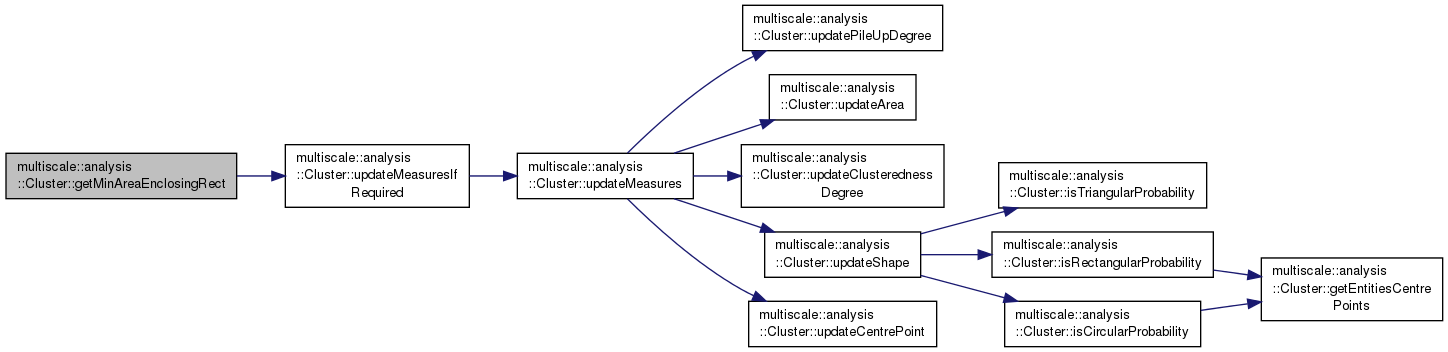 multiscale::analysis
::Cluster::getMinAreaEnclosingRect
multiscale::analysis
::Cluster::updateMeasuresIf
Required
multiscale::analysis
::Cluster::updateMeasures
multiscale::analysis
::Cluster::updatePileUpDegree
multiscale::analysis
::Cluster::updateArea
multiscale::analysis
::Cluster::updateClusteredness
Degree
multiscale::analysis
::Cluster::updateShape
multiscale::analysis
::Cluster::updateCentrePoint
multiscale::analysis
::Cluster::isTriangularProbability
multiscale::analysis
::Cluster::isRectangularProbability
multiscale::analysis
::Cluster::isCircularProbability
multiscale::analysis
::Cluster::getEntitiesCentre
Points